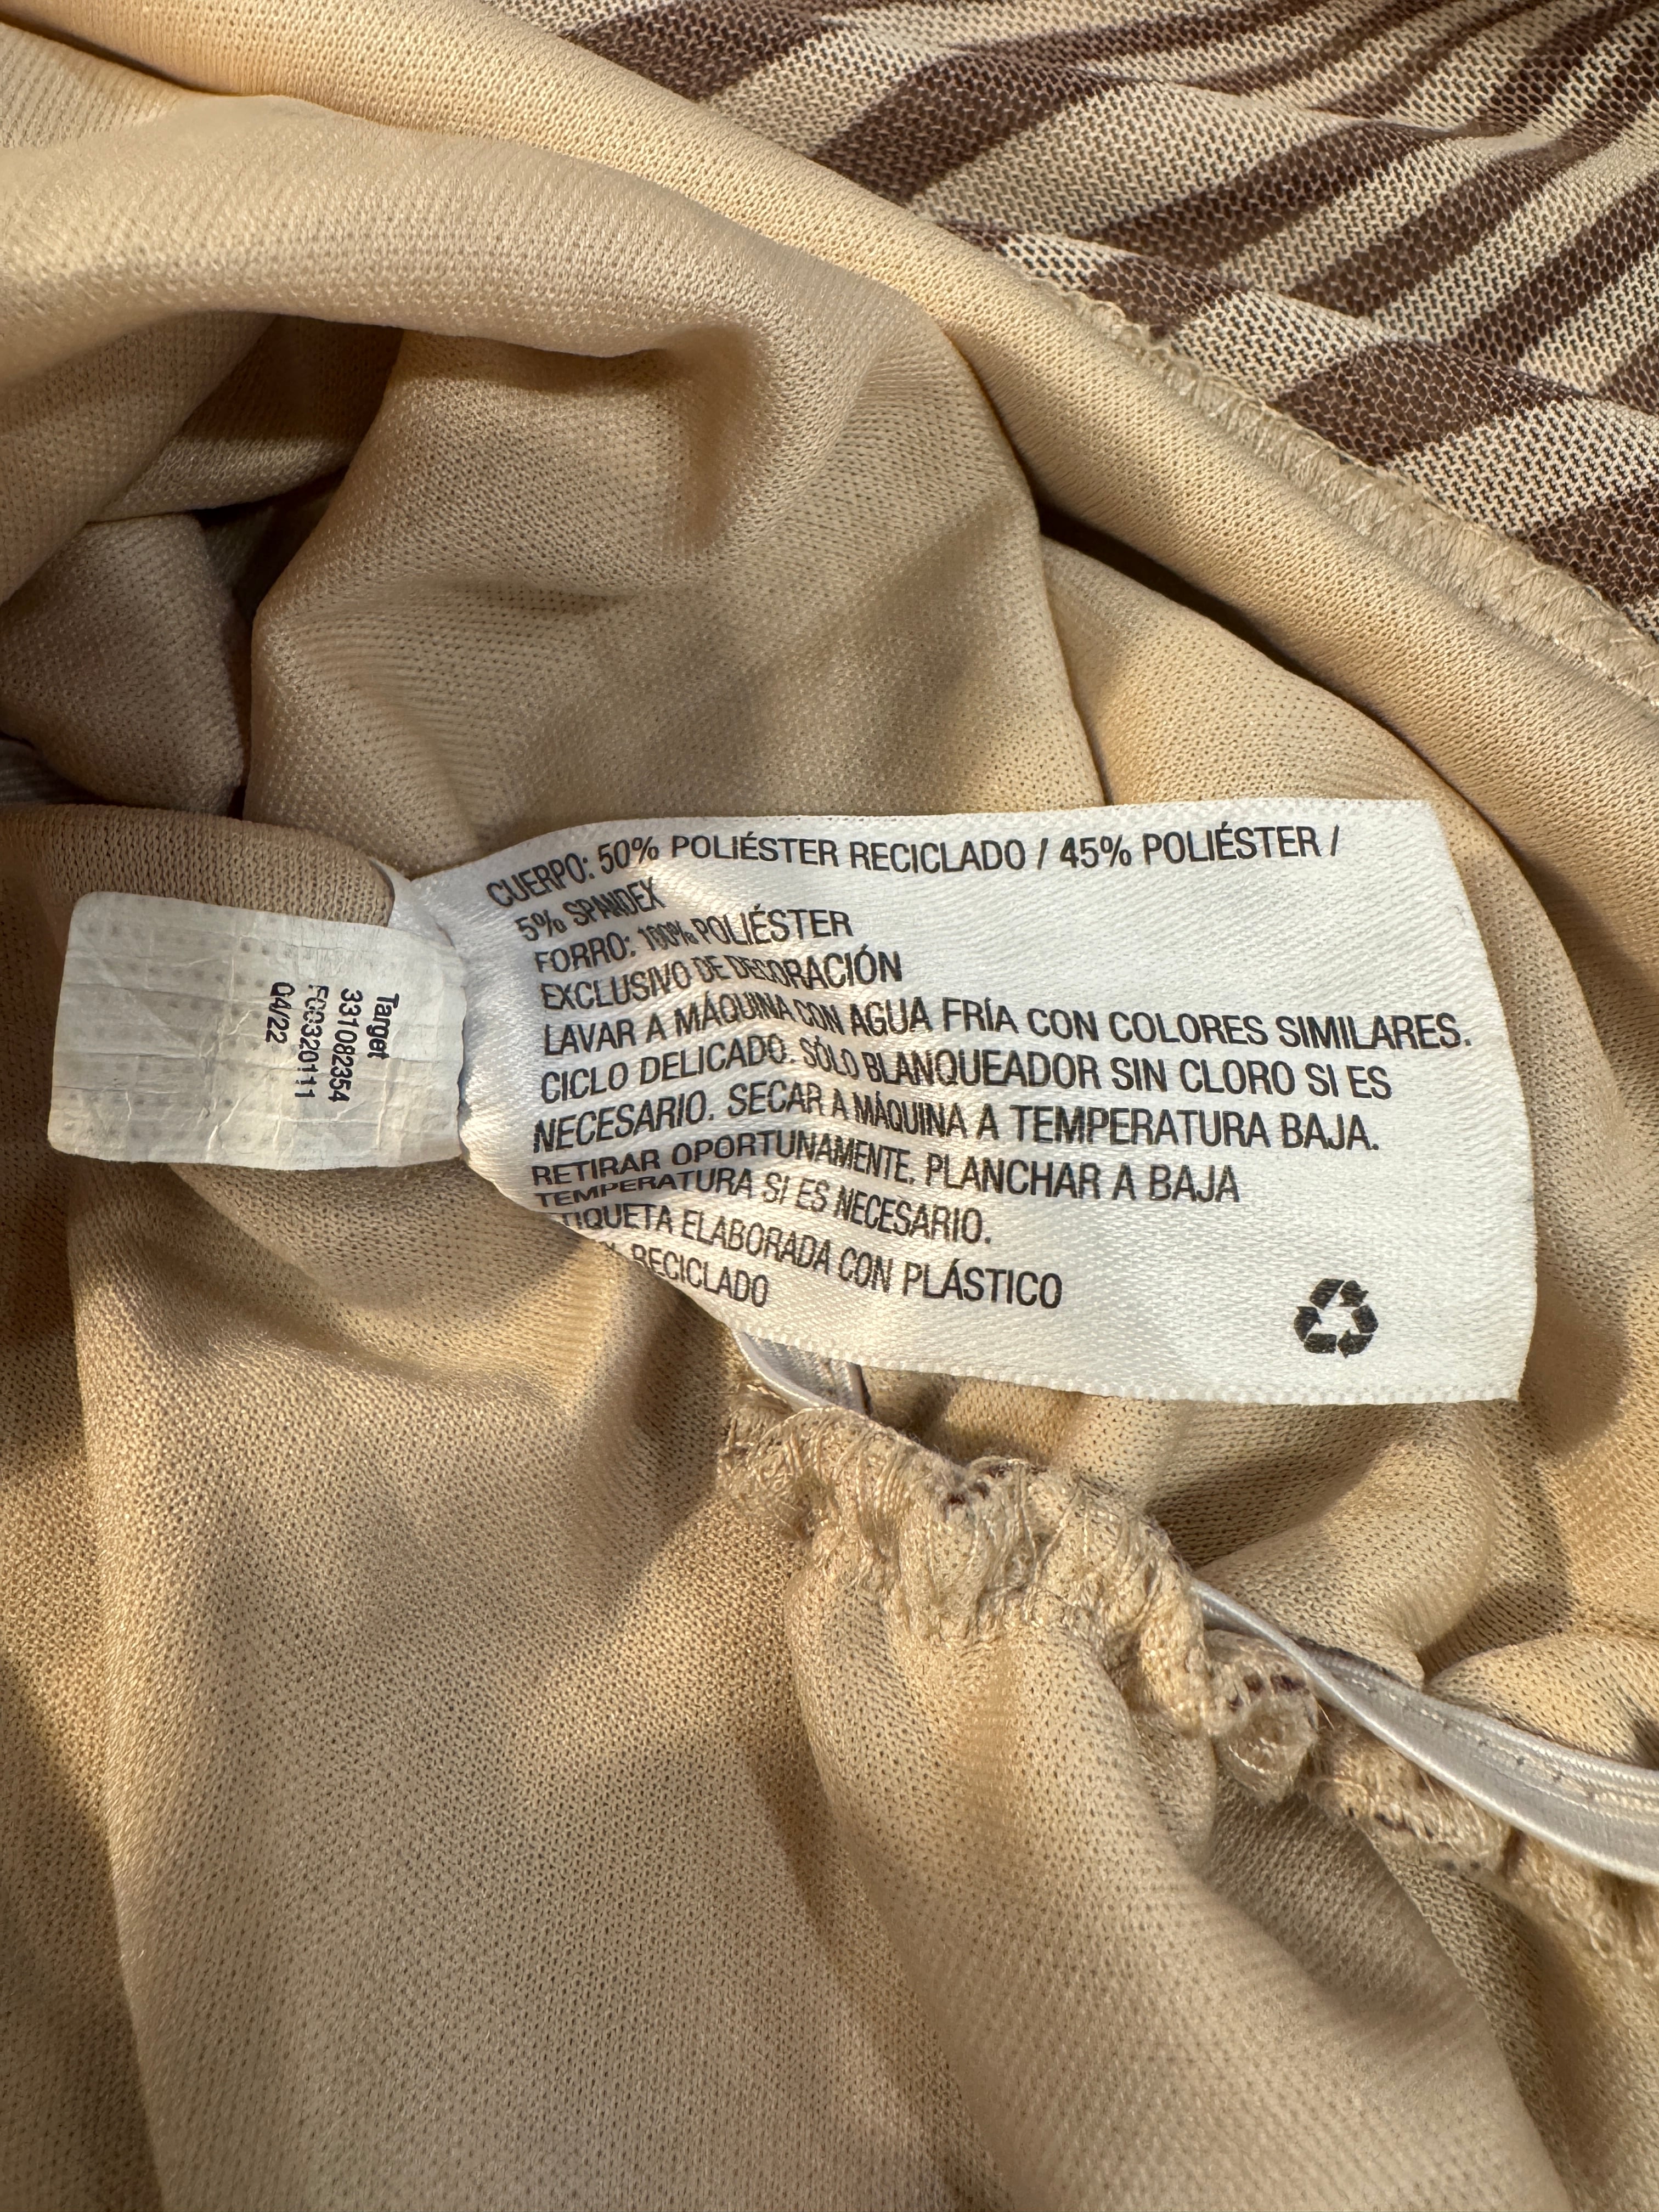 CUERPO: 50% POLIÉSTER RECICLADO / 45% POLIÉSTER /
5% SPANDEX
FORRO: 100% POLIÉSTER
EXCLUSIVO DE DECORACIÓN
LAVAR A MÁQUINA CON AGUA FRÍA CON COLORES SIMILARES.
CICLO DELICADO. SÓLO BLANQUEADOR SIN CLORO SI ES
NECESARIO. SECAR A MÁQUINA A TEMPERATURA BAJA.
RETIRAR OPORTUNAMENTE. PLANCHAR A BAJA
TEMPERATURA SI ES NECESARIO.
ETIQUETA ELABORADA CON PLÁSTICO
RECICLADO
Target
331082354
F00320111
Q4/22